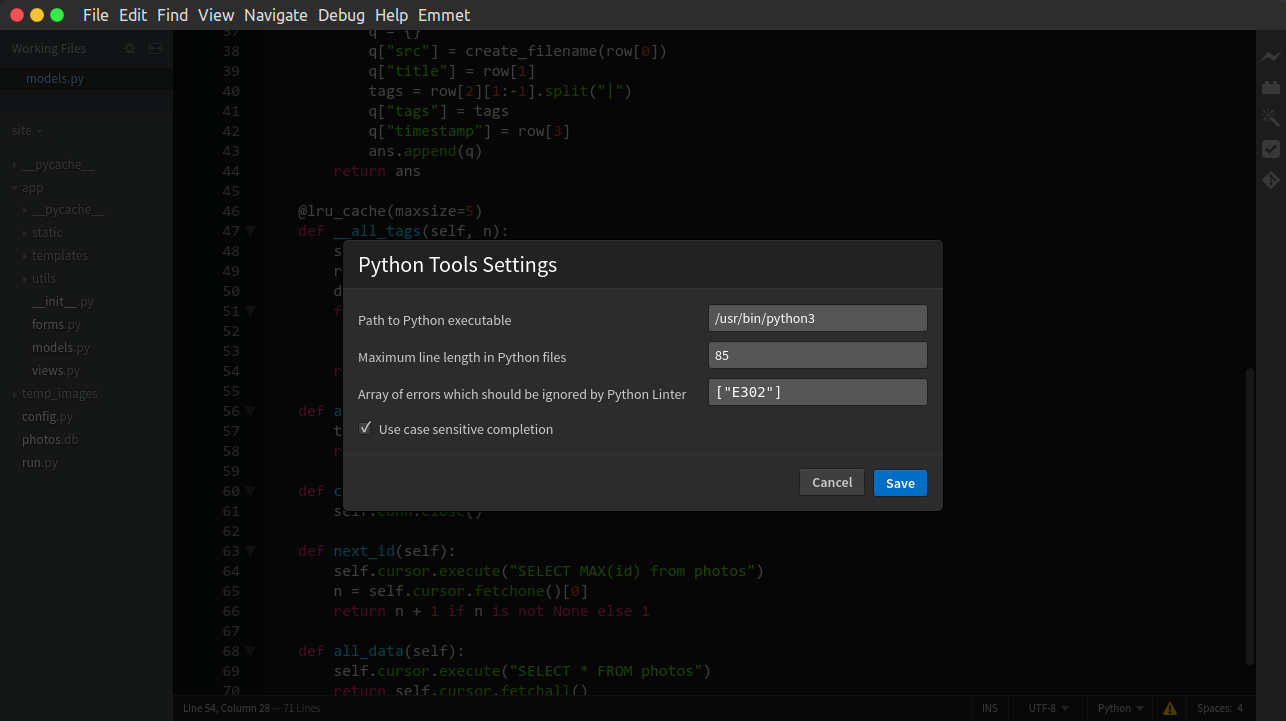 File Edit Find View Navigate Debug Help Emmet
Working Files
models.py
site
__pycache__
app
__pycache__
static
templates
utils
__init__.py
forms.py
models.py
views.py
temp_images
config.py
photos.db
run.py
37 q = {}
38 q["src"] = create_filename(row[0])
39 q["title"] = row[1]
40 tags = row[2][1:-1].split("|")
41 q["tags"] = tags
42 q["timestamp"] = row[3]
43 ans.append(q)
44 return ans
45
46 @lru_cache(maxsize=5)
47 def __all_tags(self, n):
48 s
49 r
50 d
51 f
52
53
54 r
55
56 def a
57 t
58 r
59
60 def c
61 self.conn.close()
62
63 def next_id(self):
64 self.cursor.execute("SELECT MAX(id) from photos")
65 n = self.cursor.fetchone()[0]
66 return n + 1 if n is not None else 1
67
68 def all_data(self):
69 self.cursor.execute("SELECT * FROM photos")
70 return self.cursor.fetchall()
Python Tools Settings
Path to Python executable /usr/bin/python3
Maximum line length in Python files 85
Array of errors which should be ignored by Python Linter ["E302"]
Use case sensitive completion
Cancel Save
Line 54, Column 28 — 71 Lines INS UTF-8 Python Spaces: 4